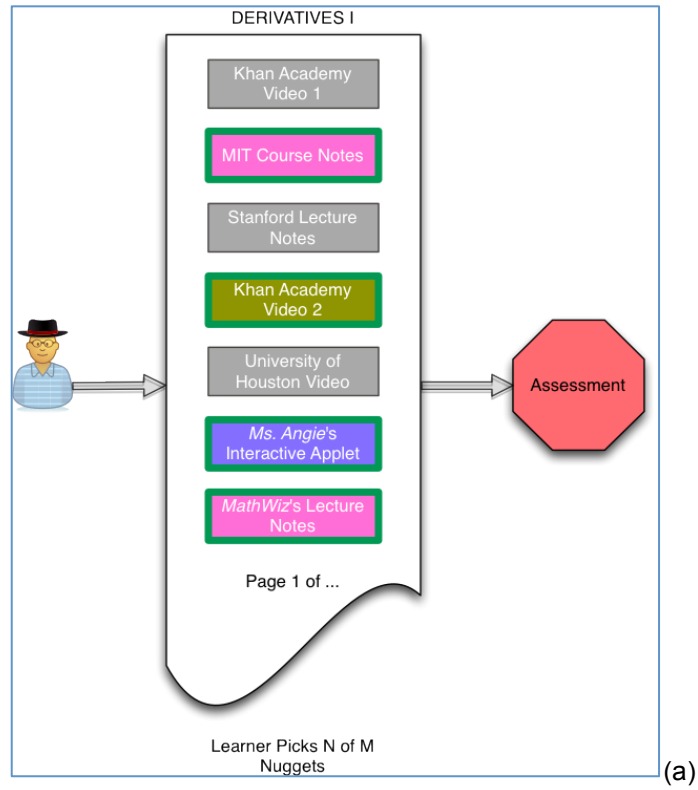 DERIVATIVES I
Khan Academy
Video 1
MIT Course Notes
Stanford Lecture
Notes
Khan Academy
Video 2
University of
Houston Video
Ms. Angie's
Interactive Applet
MathWiz's Lecture
Notes
Page 1 of ...
Assessment
Learner Picks N of M
Nuggets
(a)